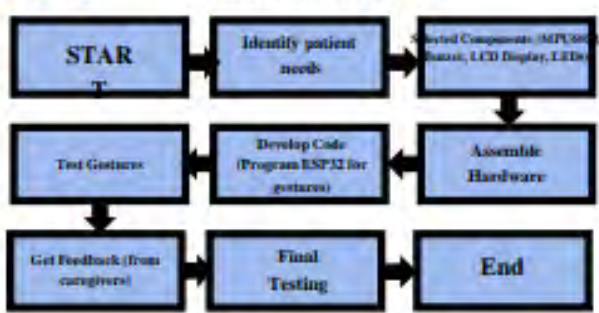 STAR
T
Identify patient
needs
Selected Components (MPU6050
Buzzer, LCD Display, LEDs)
Test Gestures
Develop Code
(Program ESP32 for
gestures)
Assemble
Hardware
Get Feedback (from
caregivers)
Final
Testing
End